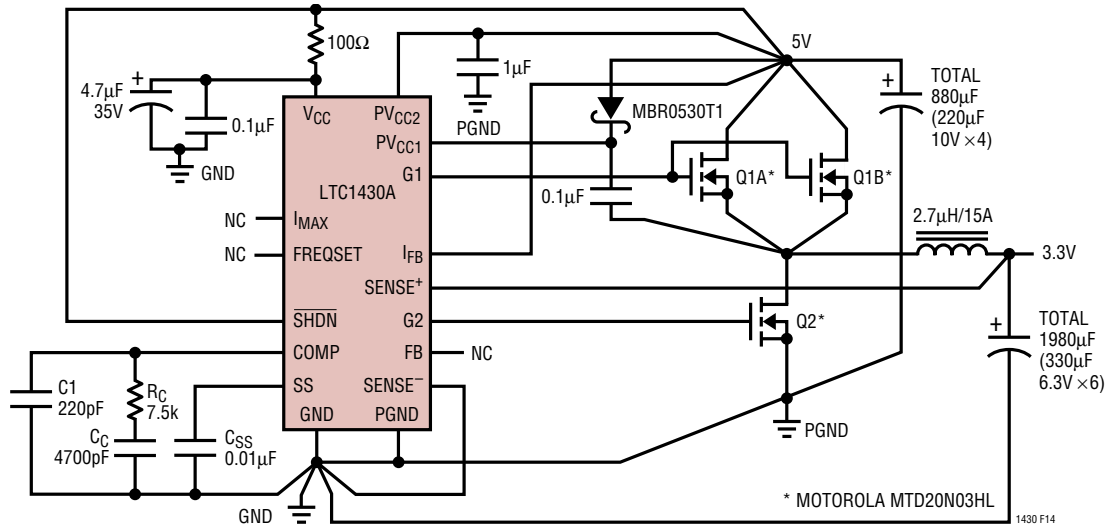 5V
100Ω
+
4.7µF
35V
0.1µF
GND
1µF
PGND
MBR0530T1
+
TOTAL
880µF
(220µF
10V ×4)
VCC
PVCC2
PVCC1
G1
LTC1430A
0.1µF
Q1A*
Q1B*
NC
IMAX
NC
FREQSET
IFB
SENSE+
2.7µH/15A
3.3V
SHDN
G2
Q2*
COMP
FB
NC
SS
SENSE–
GND
PGND
+
TOTAL
1980µF
(330µF
6.3V ×6)
C1
220pF
RC
7.5k
CC
4700pF
CSS
0.01µF
PGND
GND
* MOTOROLA MTD20N03HL
1430 F14